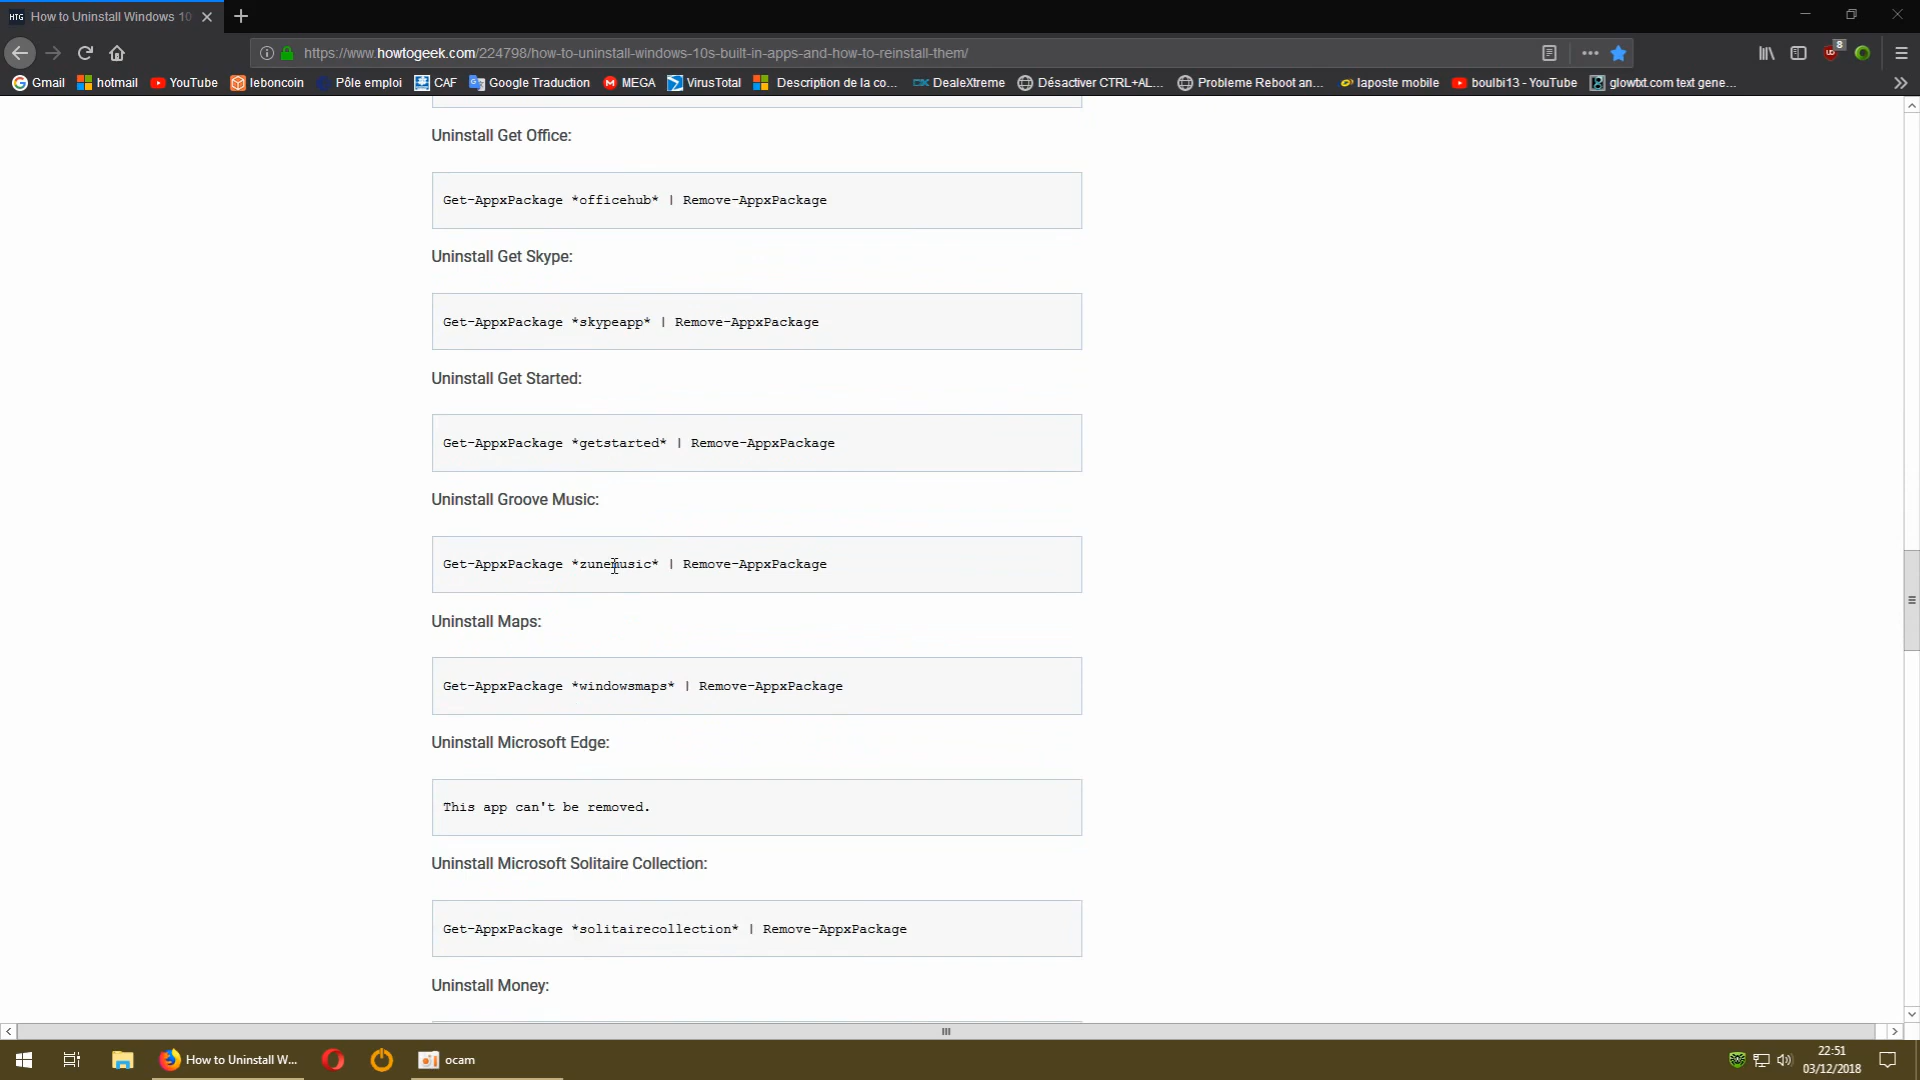 HTG How to Uninstall Windows 10
https://www.howtogeek.com/224798/how-to-uninstall-windows-10s-built-in-apps-and-how-to-reinstall-them/
8
Gmail hotmail YouTube leboncoin Pôle emploi CAF Google Traduction MEGA VirusTotal Description de la co... DealeXtreme Désactiver CTRL+AL... Probleme Reboot an... laposte mobile boulbi13 - YouTube glowtxt.com text gene...
Uninstall Get Office:
Get-AppxPackage *officehub* | Remove-AppxPackage
Uninstall Get Skype:
Get-AppxPackage *skypeapp* | Remove-AppxPackage
Uninstall Get Started:
Get-AppxPackage *getstarted* | Remove-AppxPackage
Uninstall Groove Music:
Get-AppxPackage *zunemusic* | Remove-AppxPackage
Uninstall Maps:
Get-AppxPackage *windowsmaps* | Remove-AppxPackage
Uninstall Microsoft Edge:
This app can't be removed.
Uninstall Microsoft Solitaire Collection:
Get-AppxPackage *solitairecollection* | Remove-AppxPackage
Uninstall Money:
How to Uninstall W... ocam
22:51
03/12/2018